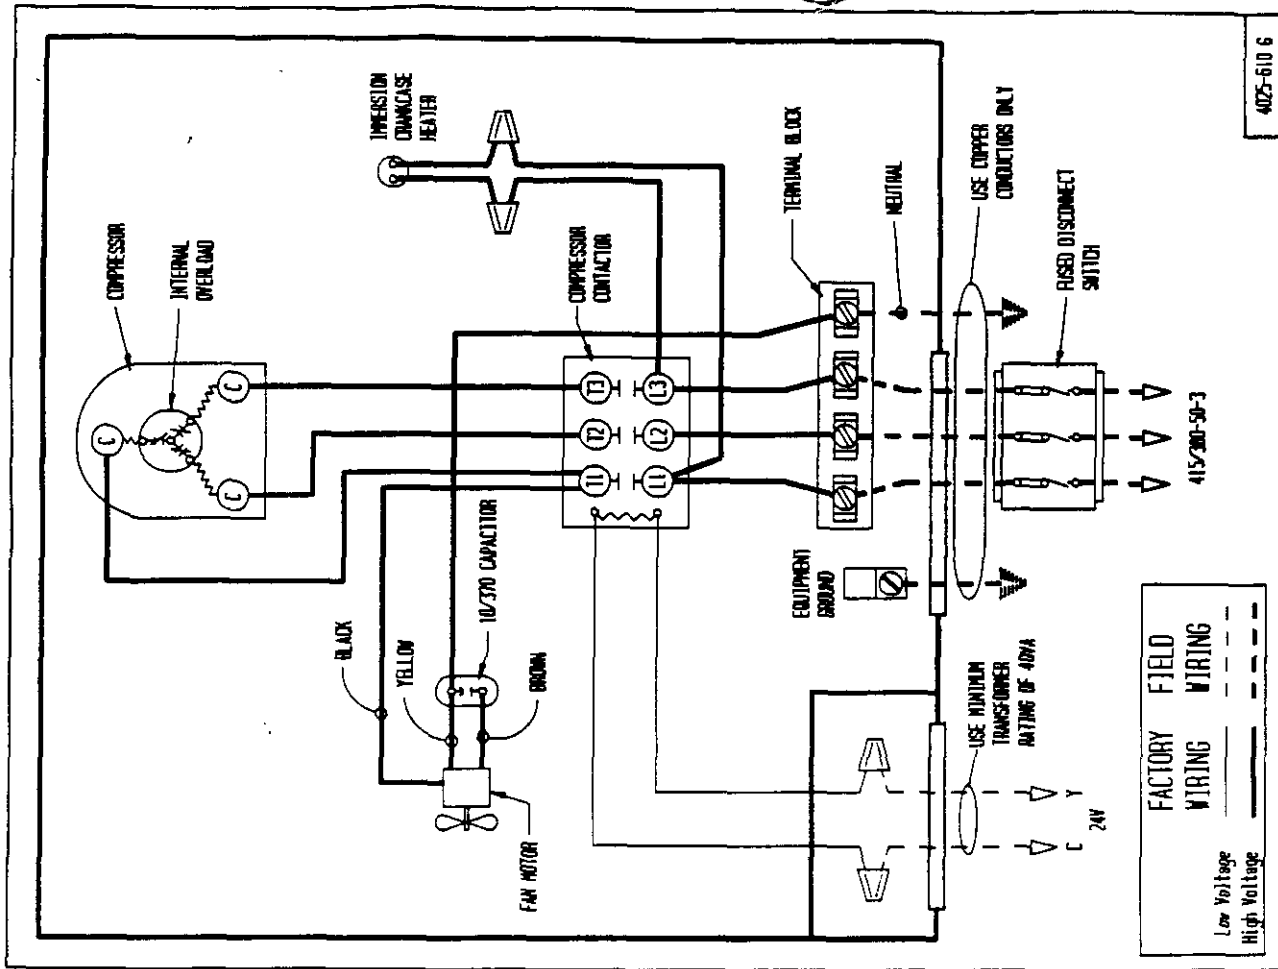 COMPRESSOR
INTERNAL
OVERLOAD
C
C
C
IMMERSION
CRANKCASE
HEATER
COMPRESSOR
CONTACTOR
T1
T2
T3
L1
L2
L3
BLACK
YELLOW
BROWN
10/370 CAPACITOR
FAN MOTOR
TERMINAL BLOCK
NEUTRAL
EQUIPMENT
GROUND
USE COPPER
CONDUCTORS ONLY
FUSED DISCONNECT
SWITCH
415/380-50-3
USE MINIMUM
TRANSFORMER
RATING OF 40VA
C
Y
24V
FACTORY
WIRING
FIELD
WIRING
Low Voltage
High Voltage
4025-610 G